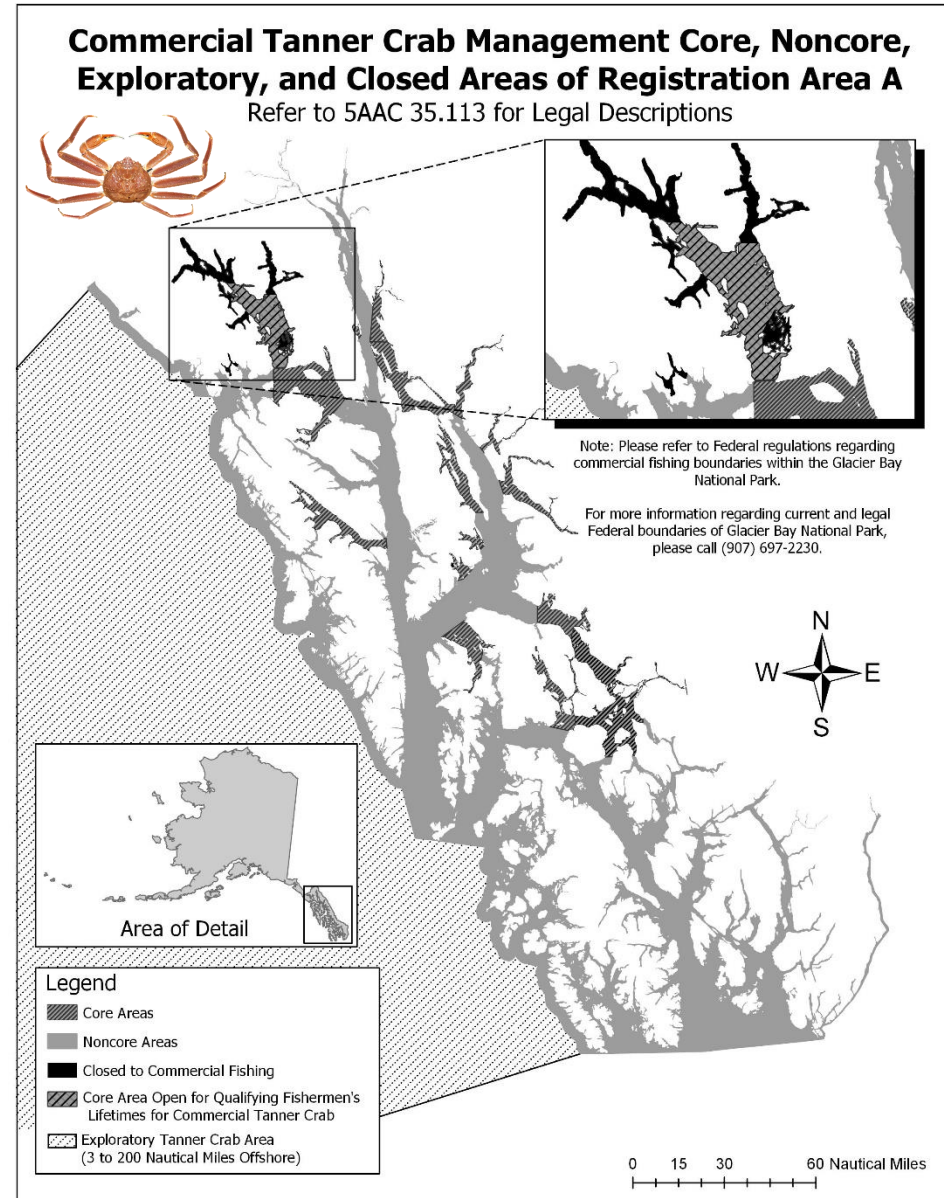 Commercial Tanner Crab Management Core, Noncore,
Exploratory, and Closed Areas of Registration Area A
Refer to 5AAC 35.113 for Legal Descriptions
Note: Please refer to Federal regulations regarding
commercial fishing boundaries within the Glacier Bay
National Park.
For more information regarding current and legal
Federal boundaries of Glacier Bay National Park,
please call (907) 697-2230.
N
W
E
S
Area of Detail
Legend
Core Areas
Noncore Areas
Closed to Commercial Fishing
Core Area Open for Qualifying Fishermen's
Lifetimes for Commercial Tanner Crab
Exploratory Tanner Crab Area
(3 to 200 Nautical Miles Offshore)
0 15 30 60 Nautical Miles